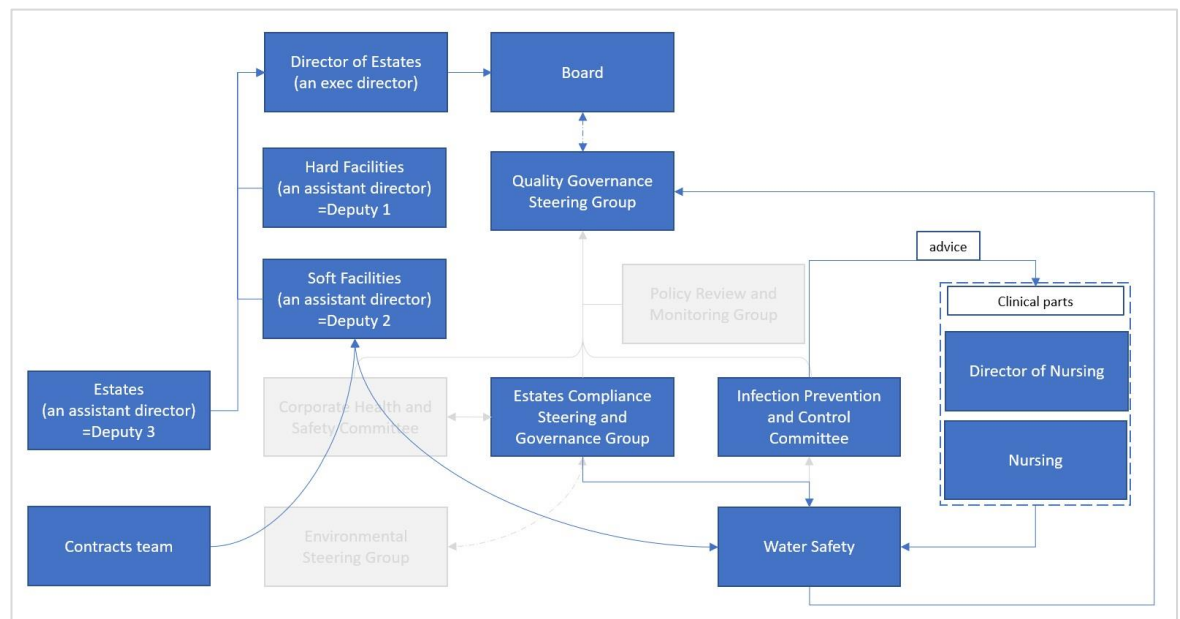 Director of Estates
(an exec director)
Board
Hard Facilities
(an assistant director)
=Deputy 1
Quality Governance
Steering Group
advice
Soft Facilities
(an assistant director)
=Deputy 2
Policy Review and
Monitoring Group
Clinical parts
Director of Nursing
Estates
(an assistant director)
=Deputy 3
Corporate Health and
Safety Committee
Estates Compliance
Steering and
Governance Group
Infection Prevention
and Control
Committee
Nursing
Contracts team
Environmental
Steering Group
Water Safety